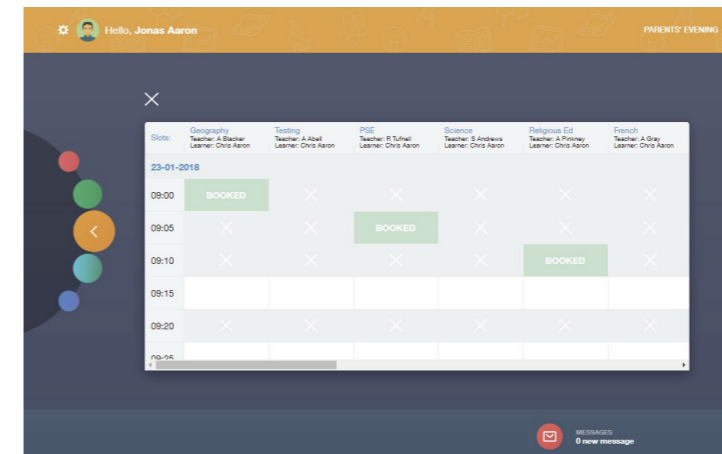 Hello, Jonas Aaron
PARENTS' EVENING
Slots:
Geography
Teacher: A Blacker
Learner: Chris Aaron
Testing
Teacher: A Abell
Learner: Chris Aaron
PSE
Teacher: R Tufnell
Learner: Chris Aaron
Science
Teacher: S Andrews
Learner: Chris Aaron
Religious Ed
Teacher: A Pinkney
Learner: Chris Aaron
French
Teacher: A Gray
Learner: Chris Aaron
23-01-2018
09:00 BOOKED
09:05 BOOKED
09:10 BOOKED
09:15
09:20
09:25
MESSAGES
0 new message